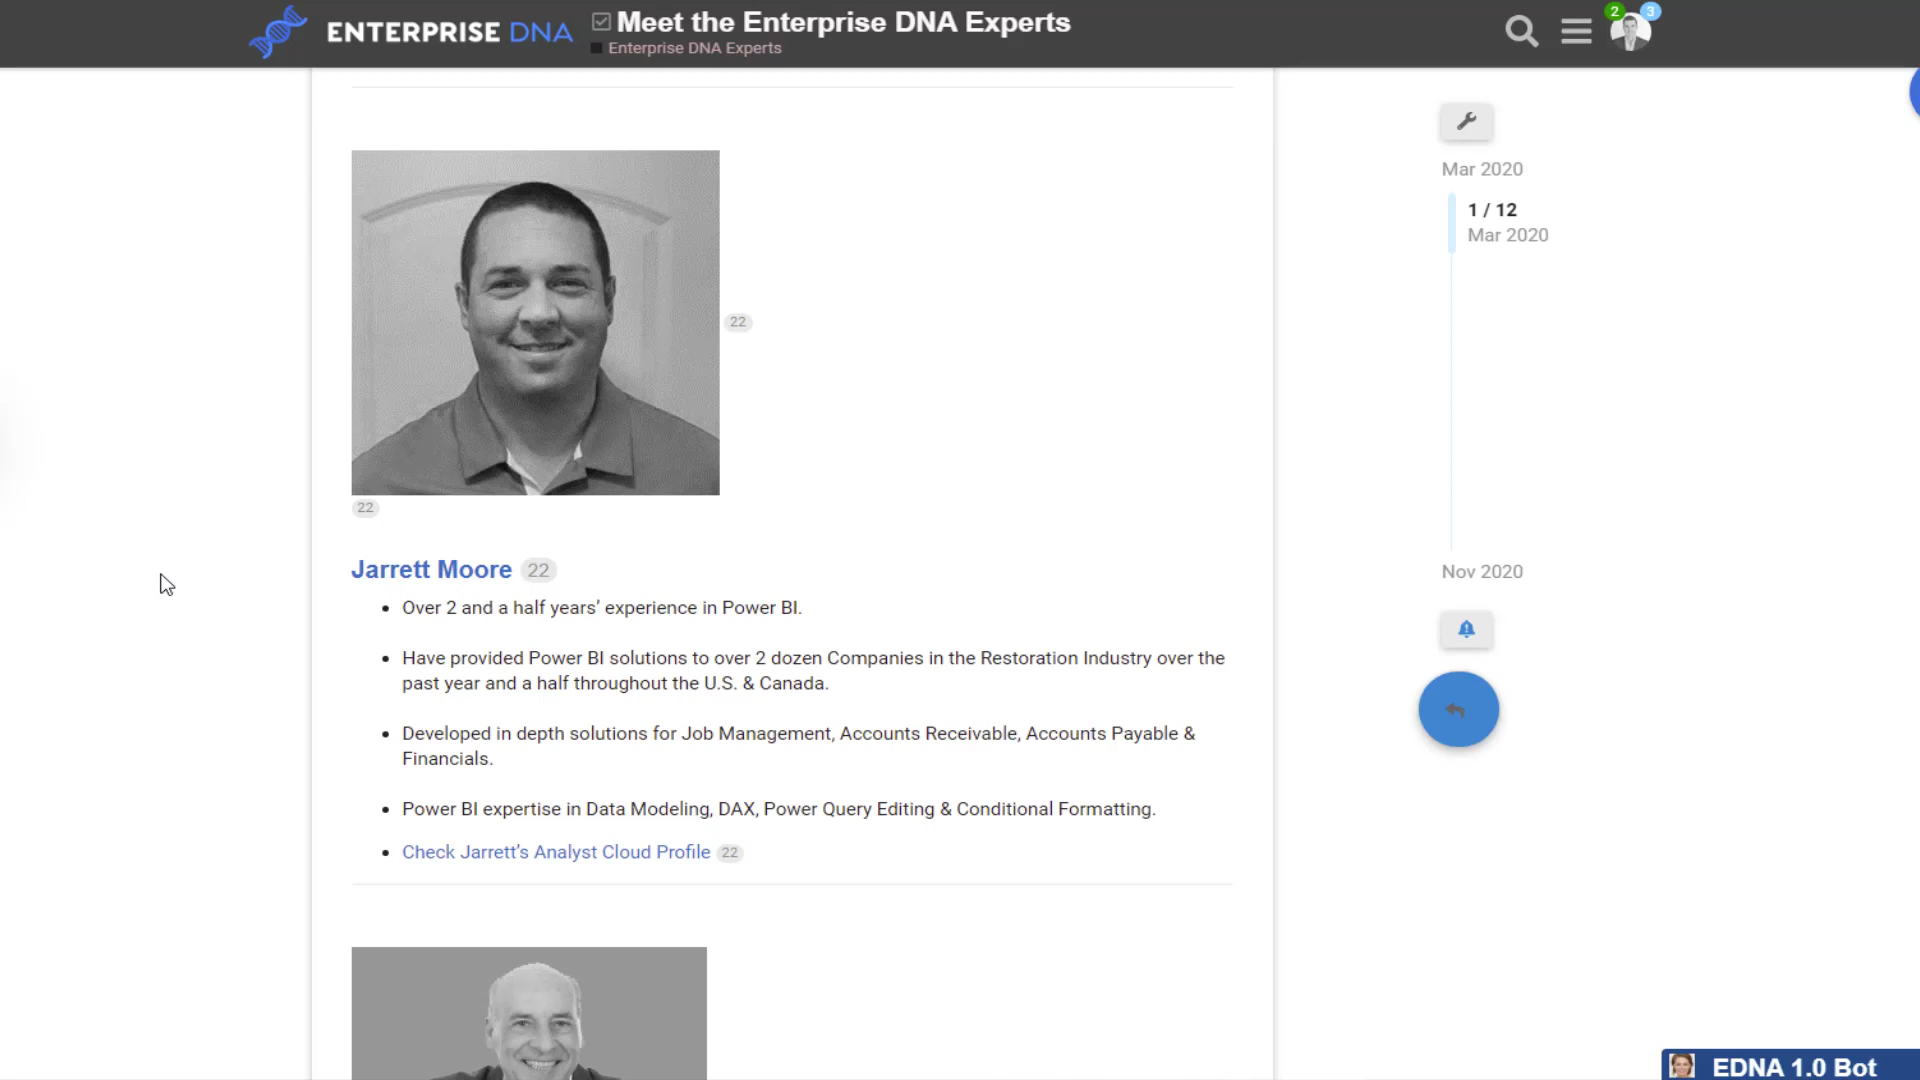 ENTERPRISE DNA
Meet the Enterprise DNA Experts
Enterprise DNA Experts
2
3
Mar 2020
1 / 12
Mar 2020
22
22
Jarrett Moore 22
Over 2 and a half years’ experience in Power BI.
Have provided Power BI solutions to over 2 dozen Companies in the Restoration Industry over the
past year and a half throughout the U.S. & Canada.
Developed in depth solutions for Job Management, Accounts Receivable, Accounts Payable &
Financials.
Power BI expertise in Data Modeling, DAX, Power Query Editing & Conditional Formatting.
Check Jarrett’s Analyst Cloud Profile 22
Nov 2020
EDNA 1.0 Bot